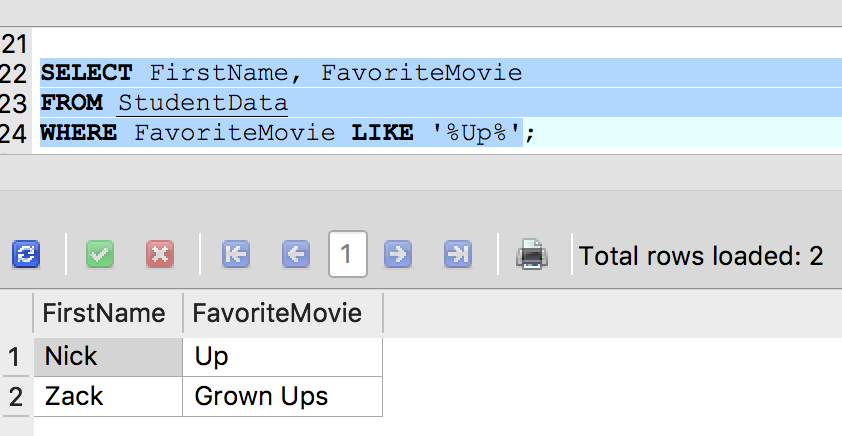 21
22 SELECT FirstName, FavoriteMovie
23 FROM StudentData
24 WHERE FavoriteMovie LIKE '%Up%';
1 Total rows loaded: 2
FirstName FavoriteMovie
1 Nick Up
2 Zack Grown Ups